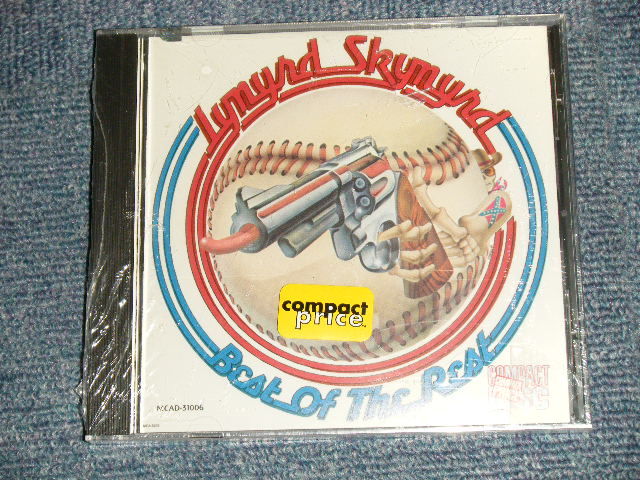 Lynyrd Skynyrd
compact
price
Best Of The Rest
COMPACT
MCAD-31006